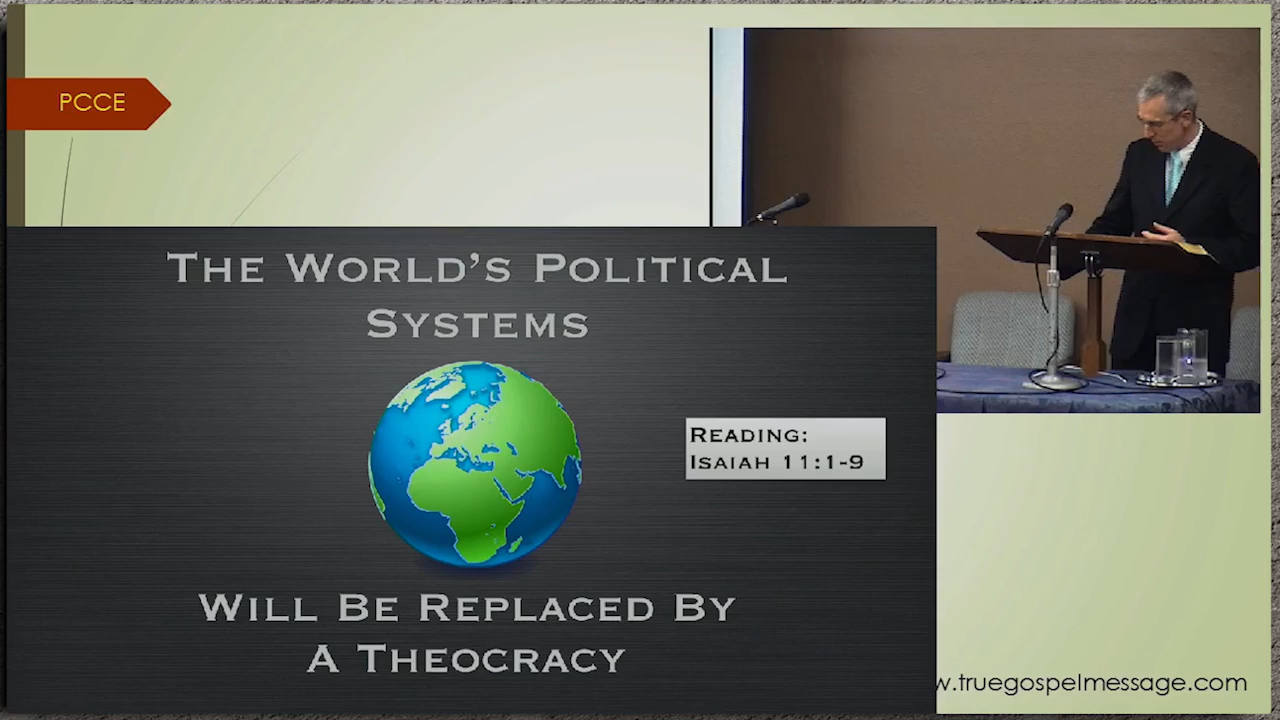 PCCE
THE WORLD'S POLITICAL
SYSTEMS
READING:
ISAIAH 11:1-9
WILL BE REPLACED BY
A THEOCRACY
w.truegospelmessage.com